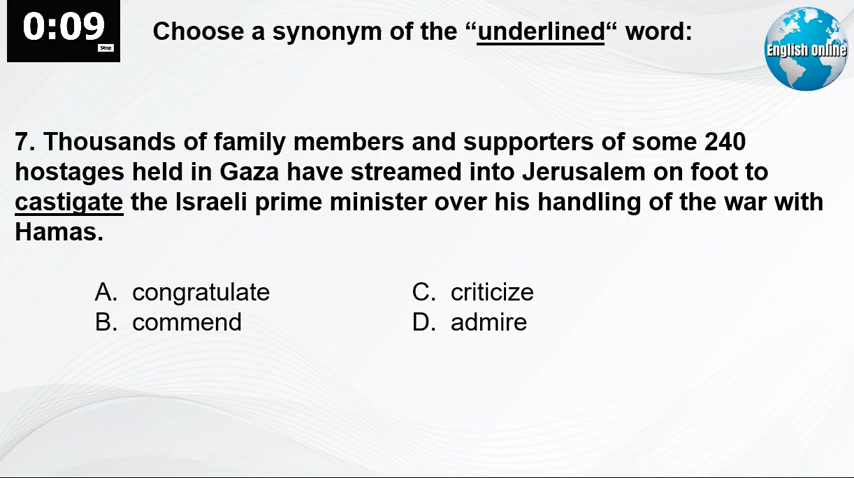 0:09
Stop
Choose a synonym of the “underlined“ word:
English Online
7. Thousands of family members and supporters of some 240
hostages held in Gaza have streamed into Jerusalem on foot to
castigate the Israeli prime minister over his handling of the war with
Hamas.
A. congratulate
B. commend
C. criticize
D. admire